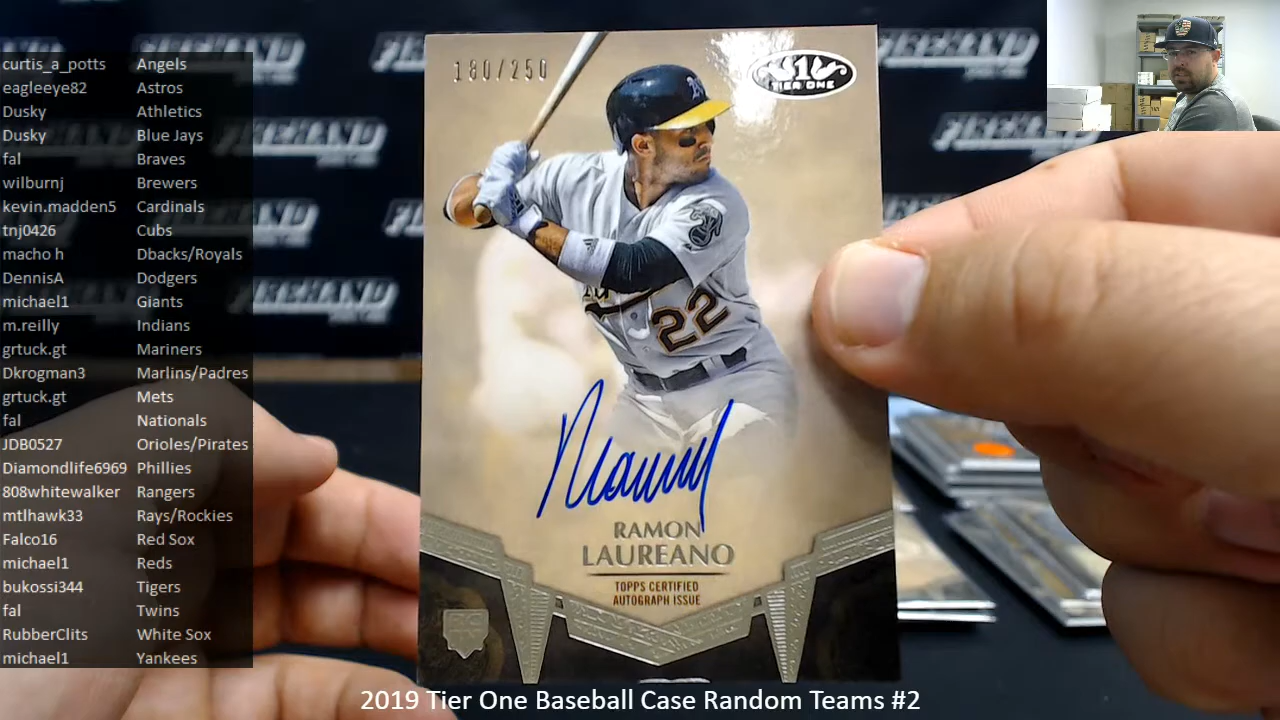 curtis_a_potts Angels
eagleeye82 Astros
Dusky Athletics
Dusky Blue Jays
fal Braves
wilburnj Brewers
kevin.madden5 Cardinals
tnj0426 Cubs
macho h Dbacks/Royals
DennisA Dodgers
michael1 Giants
m.reilly Indians
grtuck.gt Mariners
Dkrogman3 Marlins/Padres
grtuck.gt Mets
fal Nationals
JDB0527 Orioles/Pirates
Diamondlife6969 Phillies
808whitewalker Rangers
mtlhawk33 Rays/Rockies
Falco16 Red Sox
michael1 Reds
bukossi344 Tigers
fal Twins
RubberClits White Sox
michael1 Yankees
180/250
1
TIER ONE
22
RAMON
LAUREANO
TOPPS CERTIFIED
AUTOGRAPH ISSUE
RC
FIREHAND
2019 Tier One Baseball Case Random Teams #2